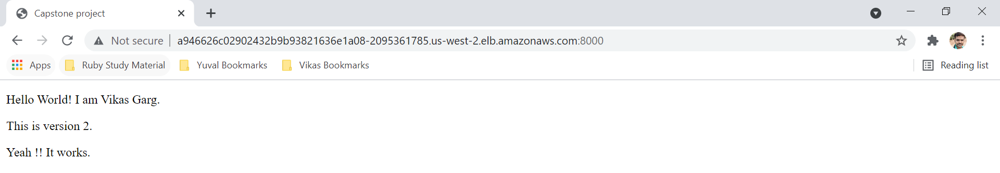 Capstone project
Not secure
a946626c02902432b9b93821636e1a08-2095361785.us-west-2.elb.amazonaws.com:8000
Apps Ruby Study Material Yuval Bookmarks Vikas Bookmarks Reading list
Hello World! I am Vikas Garg.
This is version 2.
Yeah !! It works.